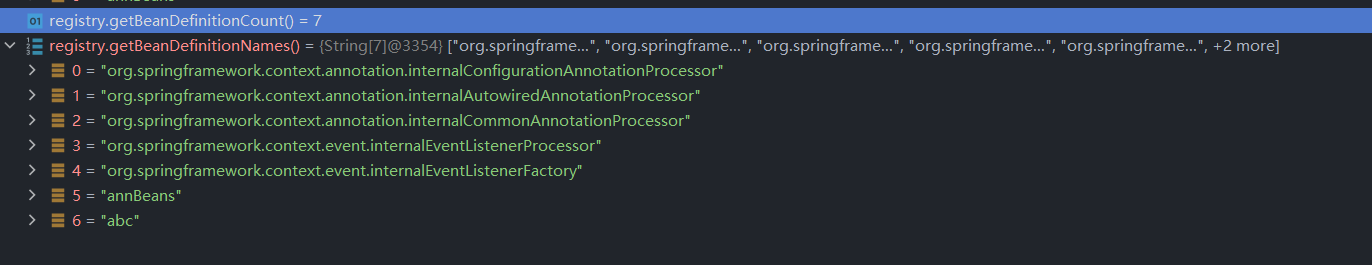 01 registry.getBeanDefinitionCount() = 7
registry.getBeanDefinitionNames() = {String[7]@3354} ["org.springframe...", "org.springframe...", "org.springframe...", "org.springframe...", "org.springframe...", +2 more]
0 = "org.springframework.context.annotation.internalConfigurationAnnotationProcessor"
1 = "org.springframework.context.annotation.internalAutowiredAnnotationProcessor"
2 = "org.springframework.context.annotation.internalCommonAnnotationProcessor"
3 = "org.springframework.context.event.internalEventListenerProcessor"
4 = "org.springframework.context.event.internalEventListenerFactory"
5 = "annBeans"
6 = "abc"